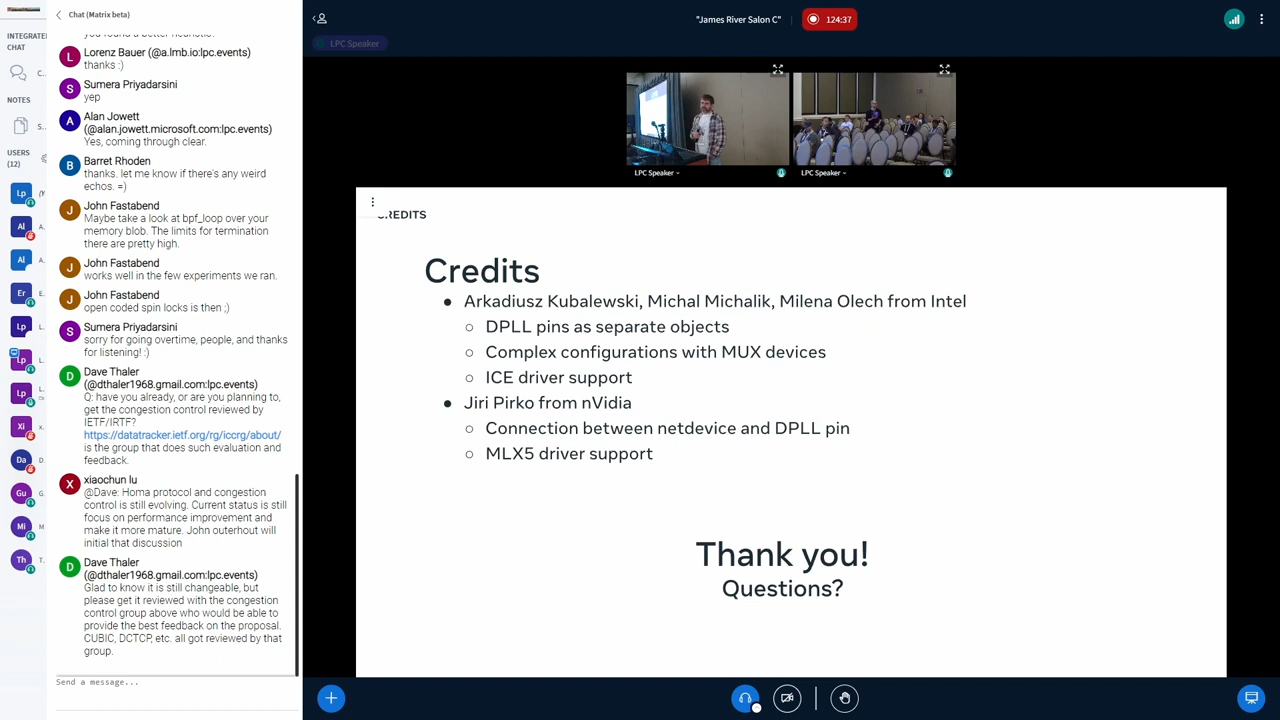 Chat (Matrix beta)
INTEGRATE
CHAT
C..
NOTES
S..
USERS
(12)
Lorenz Bauer (@a.lmb.io:lpc.events)
thanks :)
Sumera Priyadarsini
yep
Alan Jowett
(@alan.jowett.microsoft.com:lpc.events)
Yes, coming through clear.
Barret Rhoden
thanks. let me know if there's any weird
echos. =)
John Fastabend
Maybe take a look at bpf_loop over your
memory blob. The limits for termination
there are pretty high.
John Fastabend
works well in the few experiments we ran.
John Fastabend
open coded spin locks is then ;)
Sumera Priyadarsini
sorry for going overtime, people, and thanks
for listening! :)
Dave Thaler
(@dthaler1968.gmail.com:lpc.events)
Q: have you already, or are you planning to,
get the congestion control reviewed by
IETF/IRTF?
https://datatracker.ietf.org/rg/iccrg/about/
is the group that does such evaluation and
feedback.
xiaochun lu
@Dave: Homa protocol and congestion
control is still evolving. Current status is still
focus on performance improvement and
make it more mature. John outerhout will
initial that discussion
Dave Thaler
(@dthaler1968.gmail.com:lpc.events)
Glad to know it is still changeable, but
please get it reviewed with the congestion
control group above who would be able to
provide the best feedback on the proposal.
CUBIC, DCTCP, etc. all got reviewed by that
group.
Send a message...
"James River Salon C"
124:37
LPC Speaker
LPC Speaker
LPC Speaker
CREDITS
Credits
● Arkadiusz Kubalewski, Michal Michalik, Milena Olech from Intel
○ DPLL pins as separate objects
○ Complex configurations with MUX devices
○ ICE driver support
● Jiri Pirko from nVidia
○ Connection between netdevice and DPLL pin
○ MLX5 driver support
Thank you!
Questions?